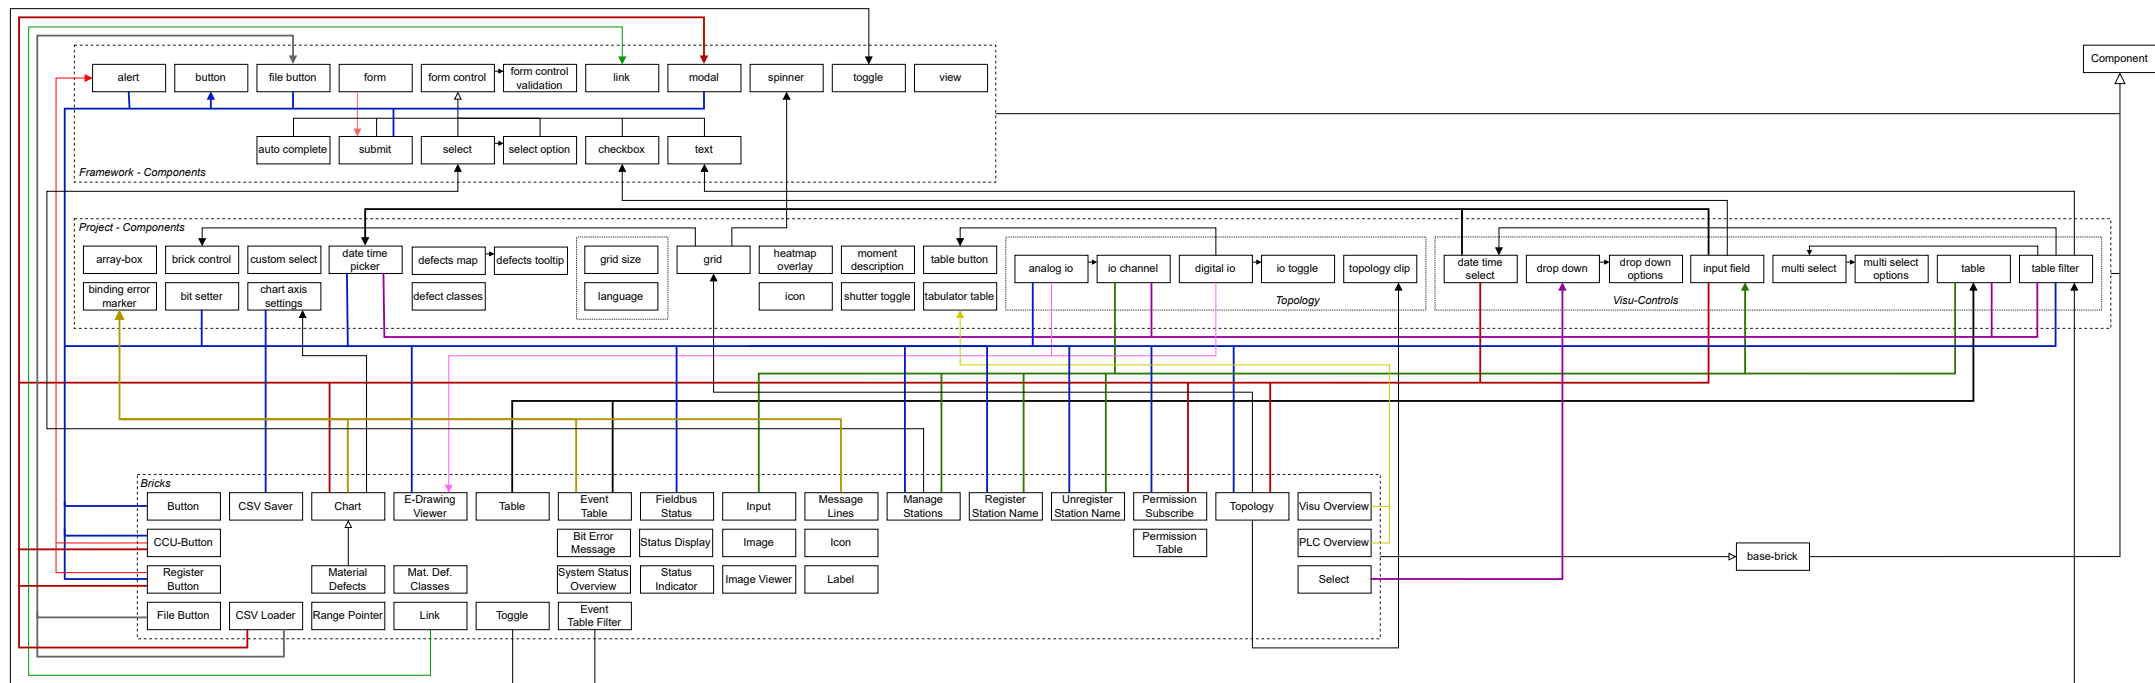 Component
alert
button
file button
form
form control
form control
validation
link
modal
spinner
toggle
view
auto complete
submit
select
select option
checkbox
text
Framework - Components
Project - Components
array-box
brick control
custom select
date time
picker
defects map
defects tooltip
grid size
grid
heatmap
overlay
moment
description
table button
analog io
io channel
digital io
io toggle
topology clip
date time
select
drop down
drop down
options
input field
multi select
multi select
options
table
table filter
binding error
marker
bit setter
chart axis
settings
defect classes
language
icon
shutter toggle
tabulator table
Topology
Visu-Controls
Bricks
Button
CSV Saver
Chart
E-Drawing
Viewer
Table
Event
Table
Fieldbus
Status
Input
Message
Lines
Manage
Stations
Register
Station Name
Unregister
Station Name
Permission
Subscribe
Topology
Visu Overview
CCU-Button
Bit Error
Message
Status Display
Image
Icon
Permission
Table
PLC Overview
base-brick
Register
Button
Material
Defects
Mat. Def.
Classes
System Status
Overview
Status
Indicator
Image Viewer
Label
Select
File Button
CSV Loader
Range Pointer
Link
Toggle
Event
Table Filter